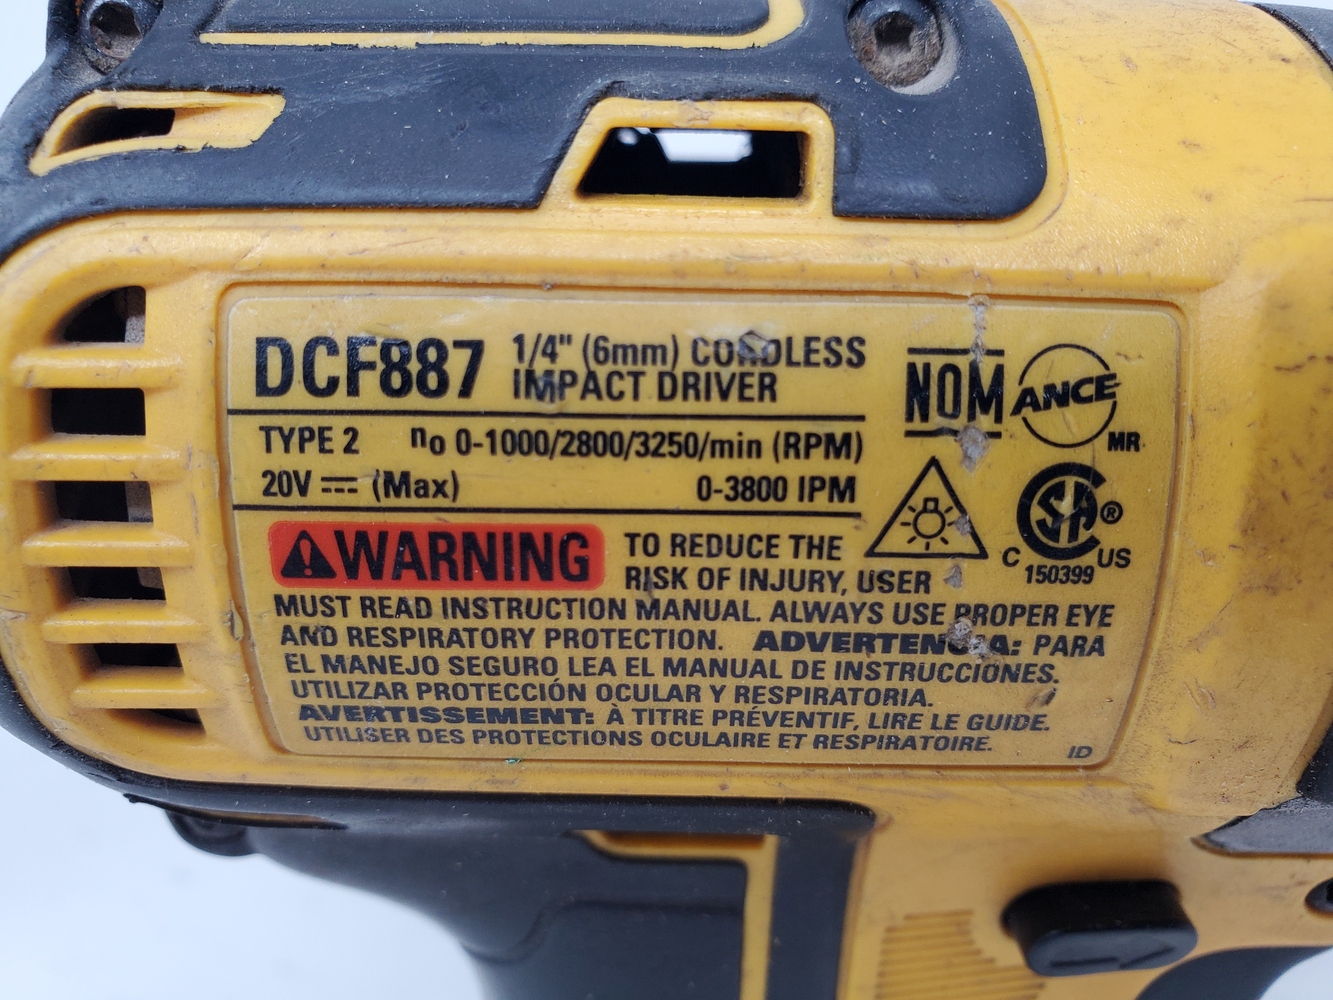 DCF887 1/4" (6mm) CORDLESS
IMPACT DRIVER
NOM ANCE
MR
TYPE 2 no 0-1000/2800/3250/min (RPM)
20V ⎓ (Max) 0-3800 IPM
SA ®
C US
150399
⚠WARNING TO REDUCE THE
RISK OF INJURY, USER
MUST READ INSTRUCTION MANUAL. ALWAYS USE PROPER EYE
AND RESPIRATORY PROTECTION. ADVERTENCIA: PARA
EL MANEJO SEGURO LEA EL MANUAL DE INSTRUCCIONES.
UTILIZAR PROTECCIÓN OCULAR Y RESPIRATORIA.
AVERTISSEMENT: À TITRE PRÉVENTIF, LIRE LE GUIDE.
UTILISER DES PROTECTIONS OCULAIRE ET RESPIRATOIRE.
ID